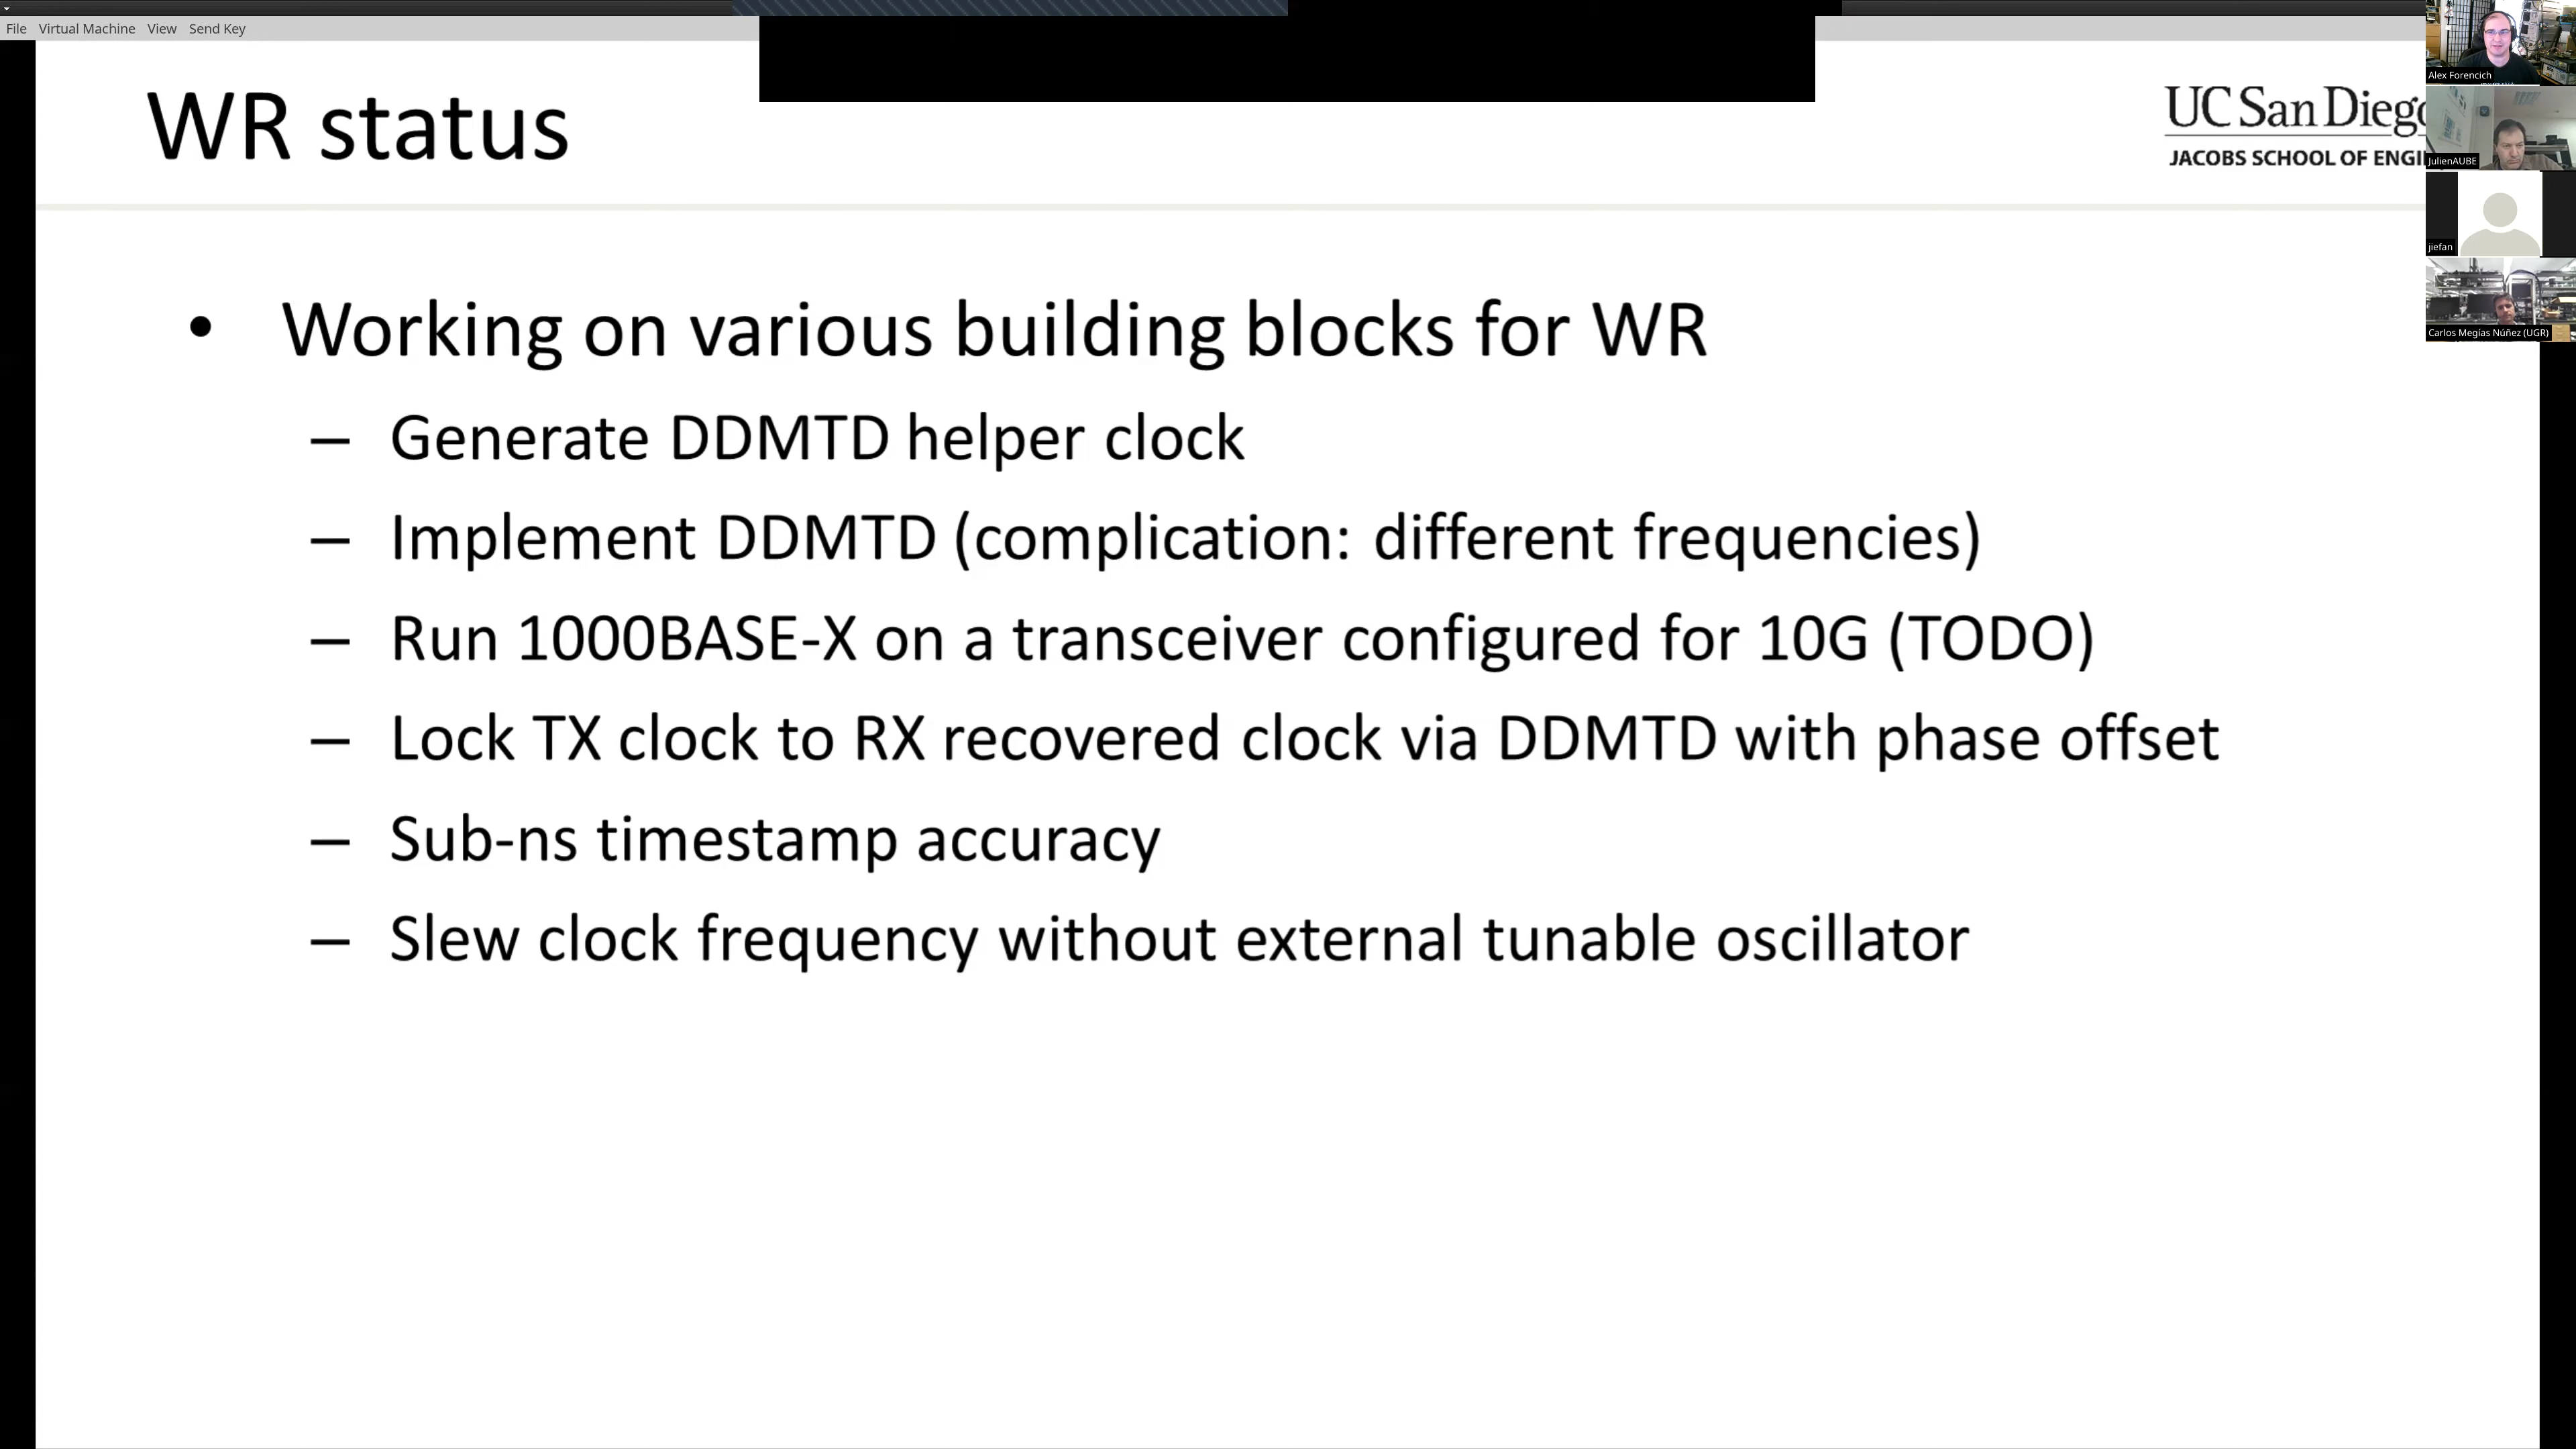 File Virtual Machine View Send Key
WR status
UC San Dieg
JACOBS SCHOOL OF ENGI
Alex Forencich
JulienAUBE
jiefan
Carlos Megías Núñez (UGR)
• Working on various building blocks for WR
– Generate DDMTD helper clock
– Implement DDMTD (complication: different frequencies)
– Run 1000BASE-X on a transceiver configured for 10G (TODO)
– Lock TX clock to RX recovered clock via DDMTD with phase offset
– Sub-ns timestamp accuracy
– Slew clock frequency without external tunable oscillator